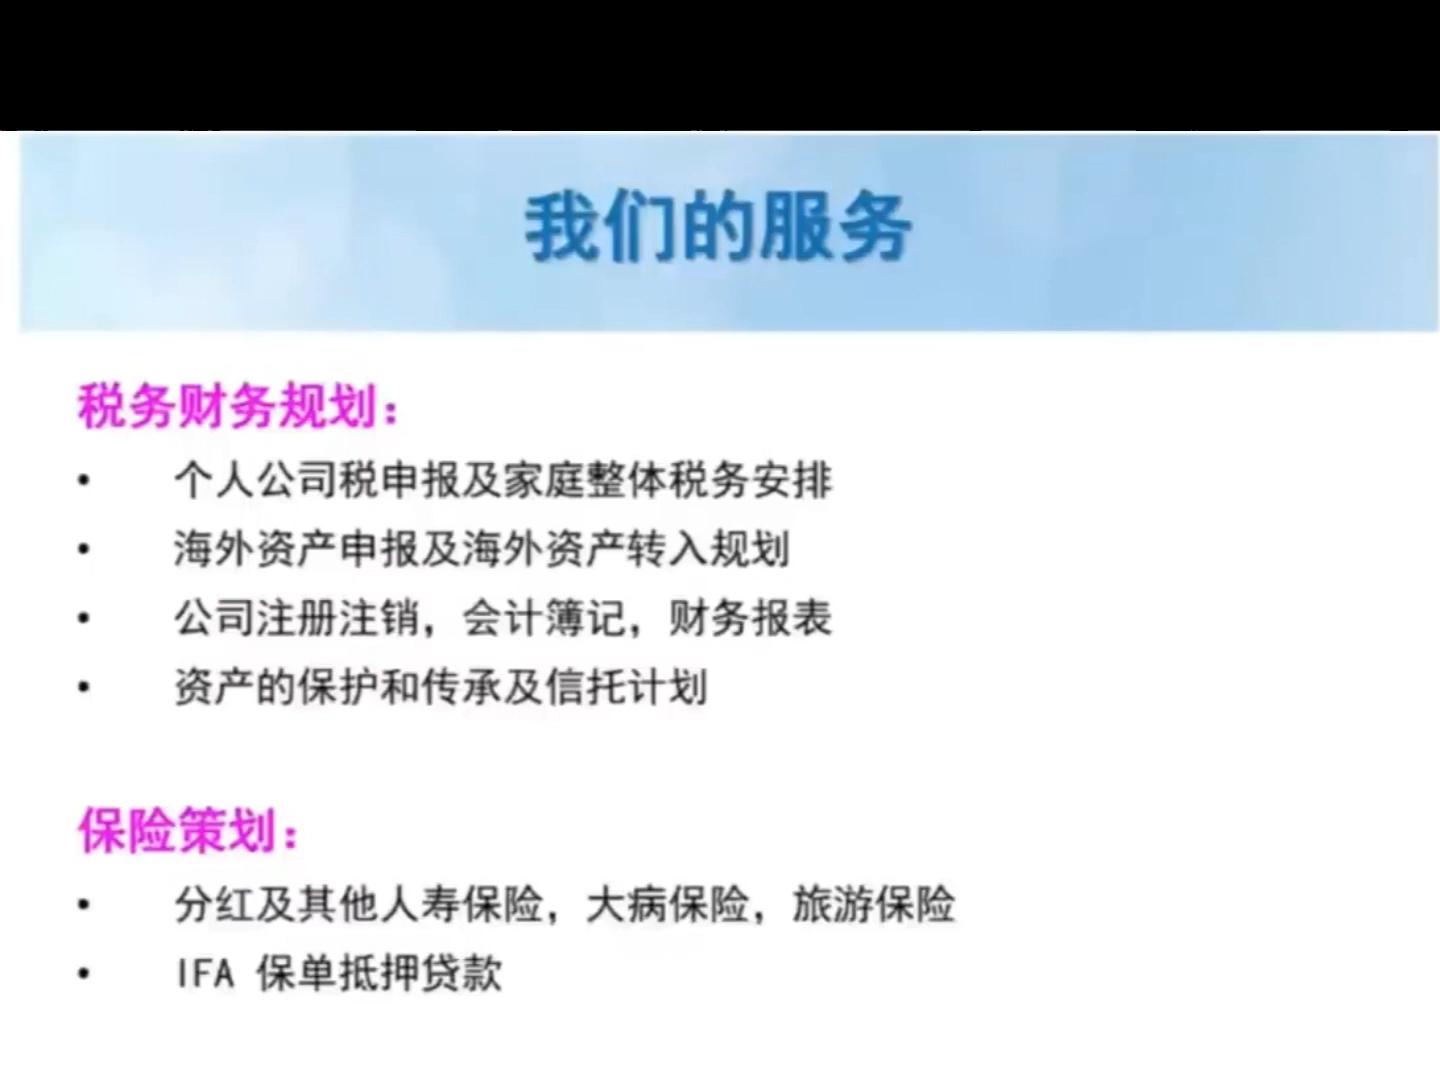 我们的服务
税务财务规划：
• 个人公司税申报及家庭整体税务安排
• 海外资产申报及海外资产转入规划
• 公司注册注销，会计簿记，财务报表
• 资产的保护和传承及信托计划
保险策划：
• 分红及其他人寿保险，大病保险，旅游保险
• IFA 保单抵押贷款